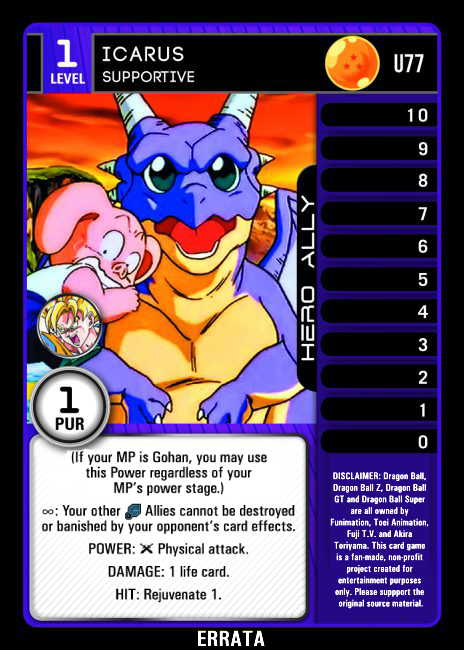 1
LEVEL
ICARUS
SUPPORTIVE
U77
HERO ALLY
10
9
8
7
6
5
4
3
2
1
0
1
PUR
(If your MP is Gohan, you may use
this Power regardless of your
MP's power stage.)
∞: Your other Allies cannot be destroyed
or banished by your opponent's card effects.
POWER: Physical attack.
DAMAGE: 1 life card.
HIT: Rejuvenate 1.
DISCLAIMER: Dragon Ball,
Dragon Ball Z, Dragon Ball
GT and Dragon Ball Super
are all owned by
Funimation, Toei Animation,
Fuji T.V. and Akira
Toriyama. This card game
is a fan-made, non-profit
project created for
entertainment purposes
only. Please suppport the
original source material.
ERRATA